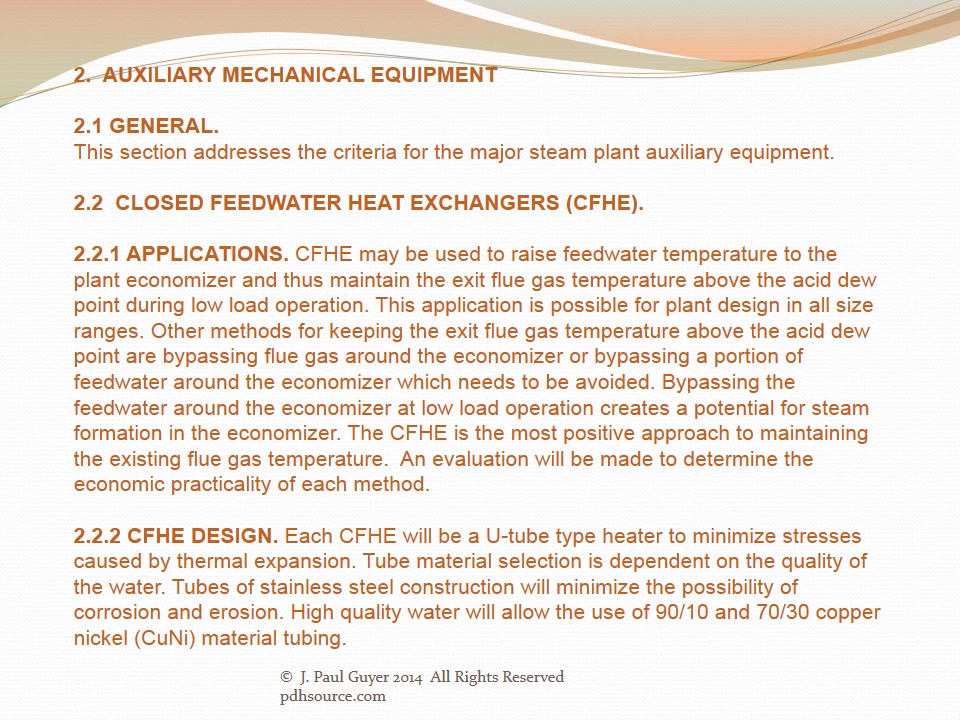 2.  AUXILIARY MECHANICAL EQUIPMENT
2.1 GENERAL.
This section addresses the criteria for the major steam plant auxiliary equipment.
2.2  CLOSED FEEDWATER HEAT EXCHANGERS (CFHE).
2.2.1 APPLICATIONS. CFHE may be used to raise feedwater temperature to the
plant economizer and thus maintain the exit flue gas temperature above the acid dew
point during low load operation. This application is possible for plant design in all size
ranges. Other methods for keeping the exit flue gas temperature above the acid dew
point are bypassing flue gas around the economizer or bypassing a portion of
feedwater around the economizer which needs to be avoided. Bypassing the
feedwater around the economizer at low load operation creates a potential for steam
formation in the economizer. The CFHE is the most positive approach to maintaining
the existing flue gas temperature.  An evaluation will be made to determine the
economic practicality of each method.
2.2.2 CFHE DESIGN. Each CFHE will be a U-tube type heater to minimize stresses
caused by thermal expansion. Tube material selection is dependent on the quality of
the water. Tubes of stainless steel construction will minimize the possibility of
corrosion and erosion. High quality water will allow the use of 90/10 and 70/30 copper
nickel (CuNi) material tubing.
©  J. Paul Guyer 2014  All Rights Reserved
pdhsource.com